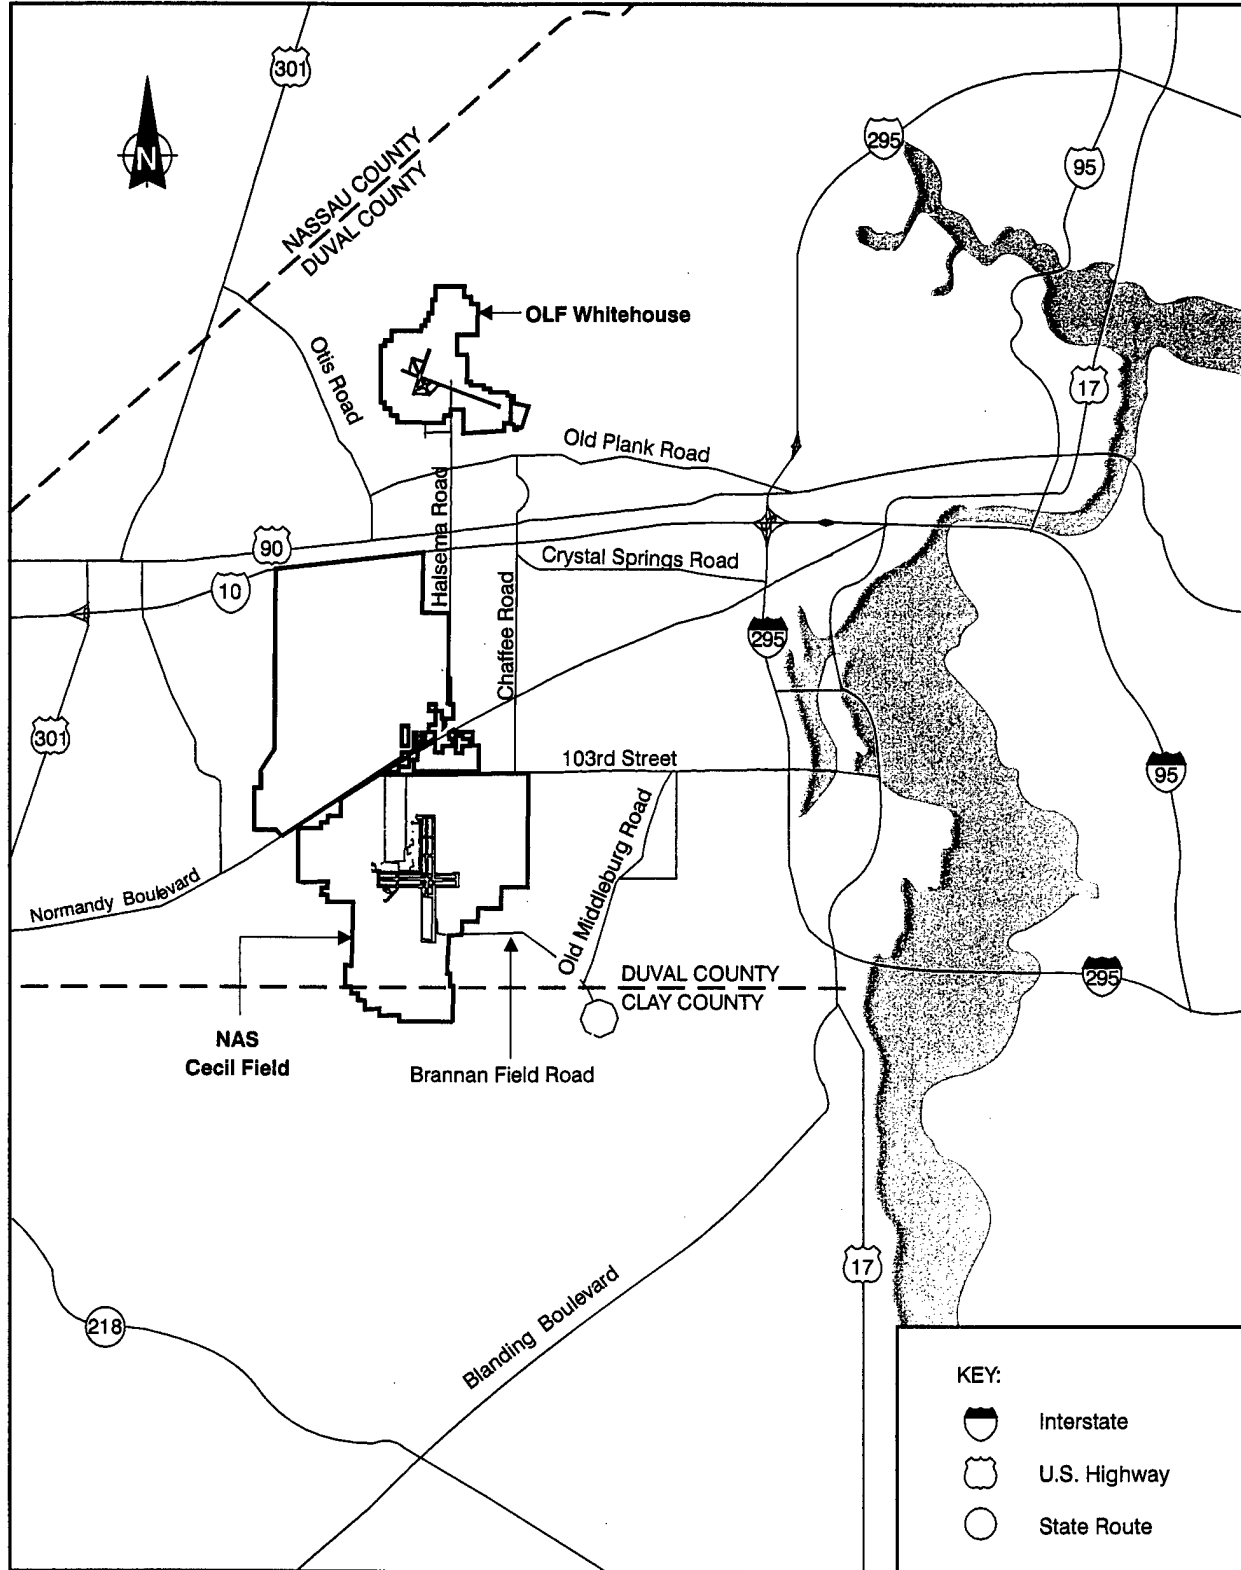 301
N
295
95
NASSAU COUNTY
DUVAL COUNTY
OLF Whitehouse
Otis Road
17
Old Plank Road
Halsema Road
90
Crystal Springs Road
10
Chaffee Road
295
301
103rd Street
95
Old Middleburg Road
Normandy Boulevard
DUVAL COUNTY
CLAY COUNTY
295
NAS
Cecil Field
Brannan Field Road
17
218
Blanding Boulevard
KEY:
Interstate
U.S. Highway
State Route